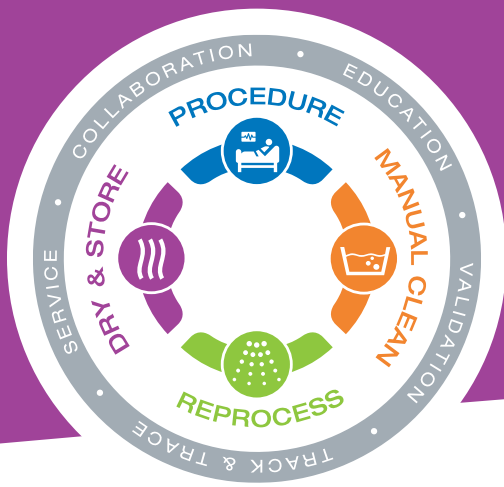 COLLABORATION • EDUCATION • VALIDATION • TRACK & TRACE • SERVICE •
PROCEDURE
MANUAL CLEAN
REPROCESS
DRY & STORE